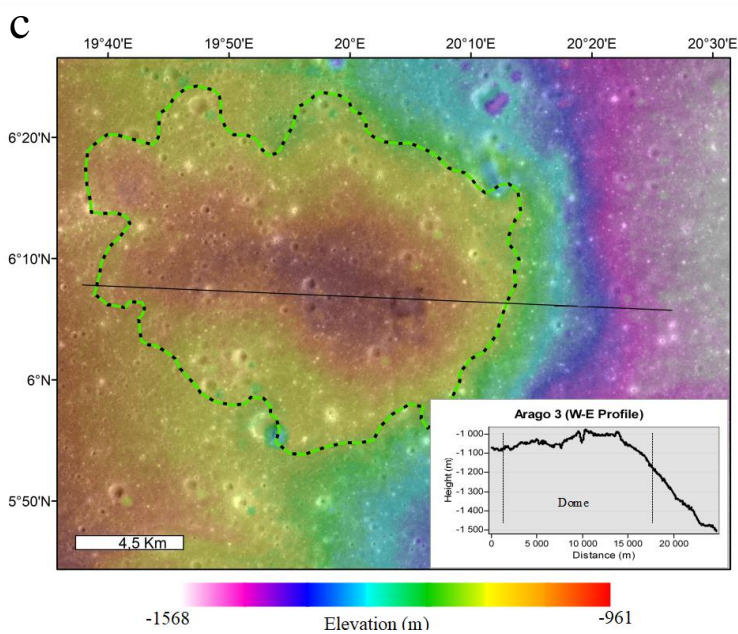 c
19°40'E 19°50'E 20°E 20°10'E 20°20'E 20°30'E
6°20'N
6°10'N
6°N
5°50'N
4,5 Km
Arago 3 (W-E Profile)
Height (m)
-1 000
-1 100
-1 200
-1 300
-1 400
-1 500
Dome
0 5 000 10 000 15 000 20 000
Distance (m)
-1568 Elevation (m) -961